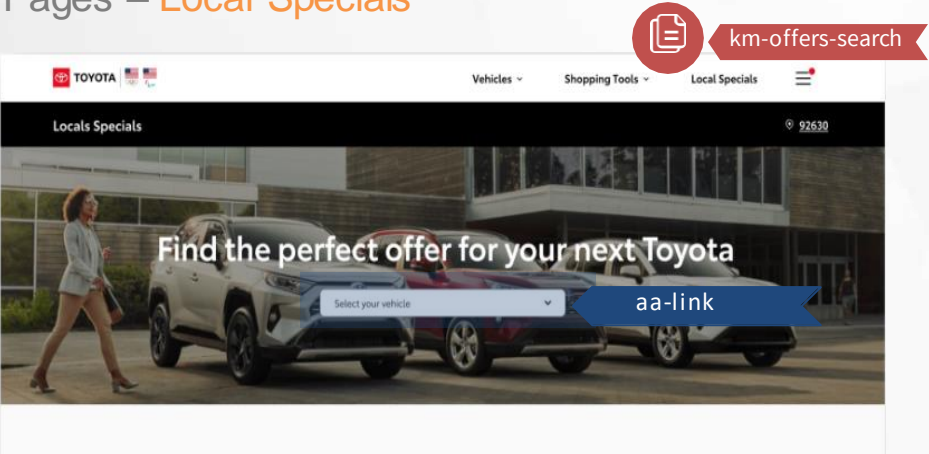 Pages – Local Specials
km-offers-search
TOYOTA
Vehicles
Shopping Tools
Local Specials
Locals Specials
92630
Find the perfect offer for your next Toyota
Select your vehicle
aa-link